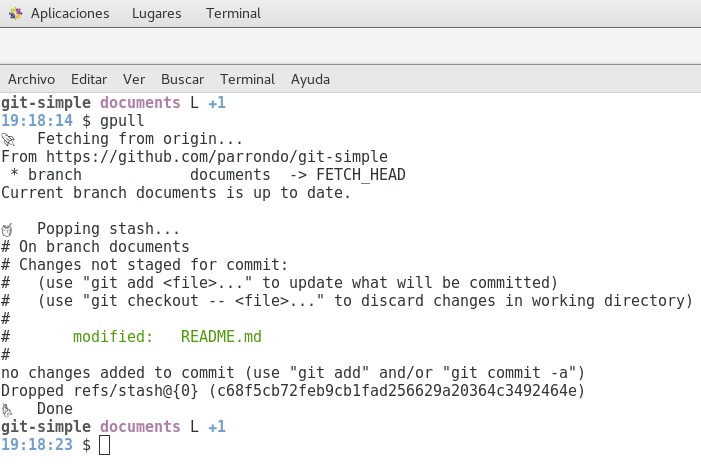 Aplicaciones Lugares Terminal
Archivo Editar Ver Buscar Terminal Ayuda
git-simple documents L +1
19:18:14 $ gpull
🚀 Fetching from origin...
From https://github.com/parrondo/git-simple
 * branch            documents  -> FETCH_HEAD
Current branch documents is up to date.
Popping stash...
# On branch documents
# Changes not staged for commit:
#   (use "git add <file>..." to update what will be committed)
#   (use "git checkout -- <file>..." to discard changes in working directory)
#
#       modified:   README.md
#
no changes added to commit (use "git add" and/or "git commit -a")
Dropped refs/stash@{0} (c68f5cb72feb9cb1fad256629a20364c3492464e)
Done
git-simple documents L +1
19:18:23 $